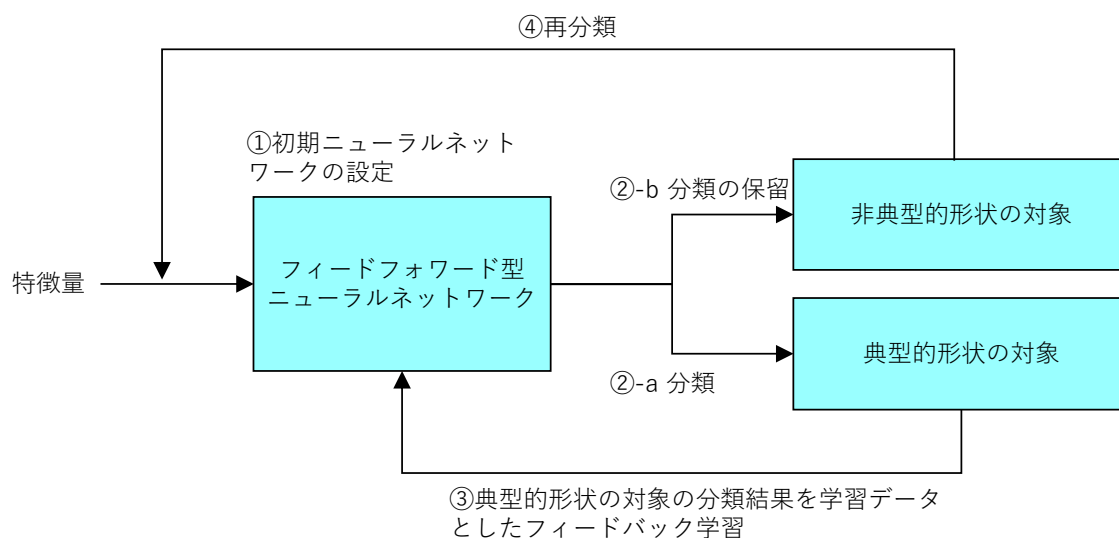 ④再分類
①初期ニューラルネット
ワークの設定
②-b 分類の保留
非典型的形状の対象
特徴量
フィードフォワード型
ニューラルネットワーク
典型的形状の対象
②-a 分類
③典型的形状の対象の分類結果を学習データ
としたフィードバック学習